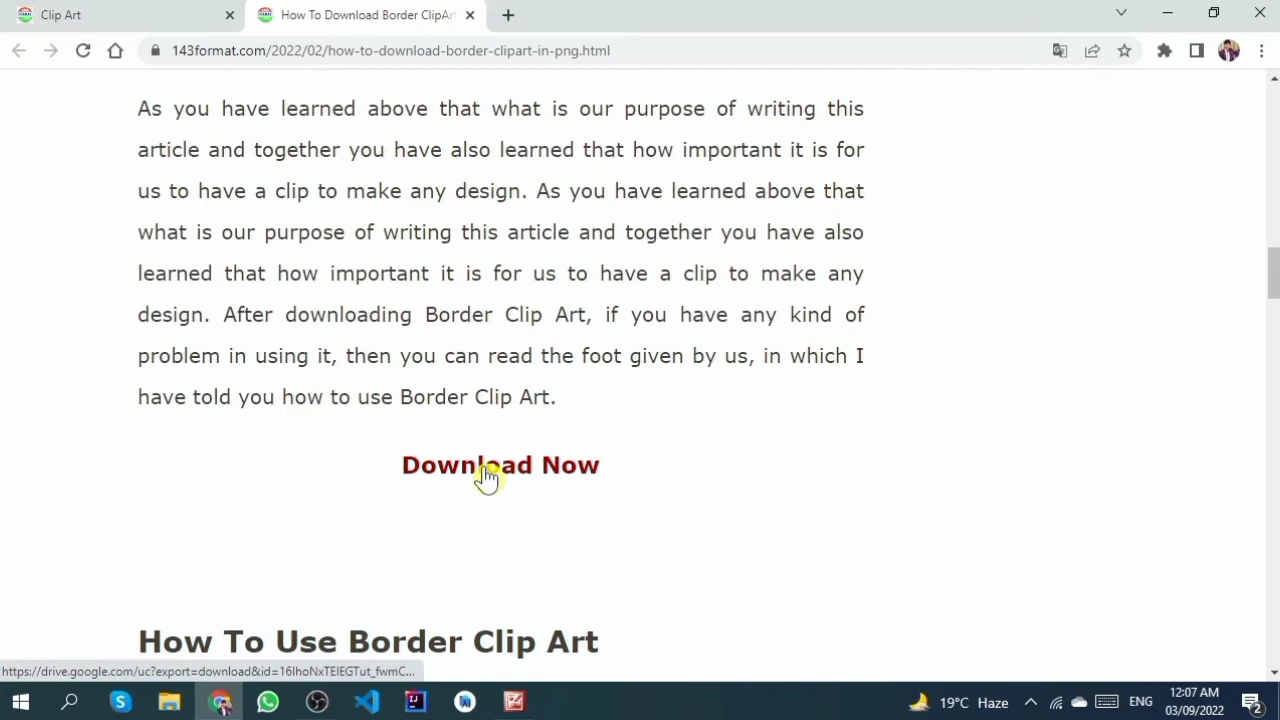 Clip Art
How To Download Border ClipArt
143format.com/2022/02/how-to-download-border-clipart-in-png.html
As you have learned above that what is our purpose of writing this
article and together you have also learned that how important it is for
us to have a clip to make any design. As you have learned above that
what is our purpose of writing this article and together you have also
learned that how important it is for us to have a clip to make any
design. After downloading Border Clip Art, if you have any kind of
problem in using it, then you can read the foot given by us, in which I
have told you how to use Border Clip Art.
Download Now
How To Use Border Clip Art
https://drive.google.com/uc?export=download&id=16IhoNxTEIEGTut_fwmC...
19°C Haze
ENG
12:07 AM
03/09/2022
2